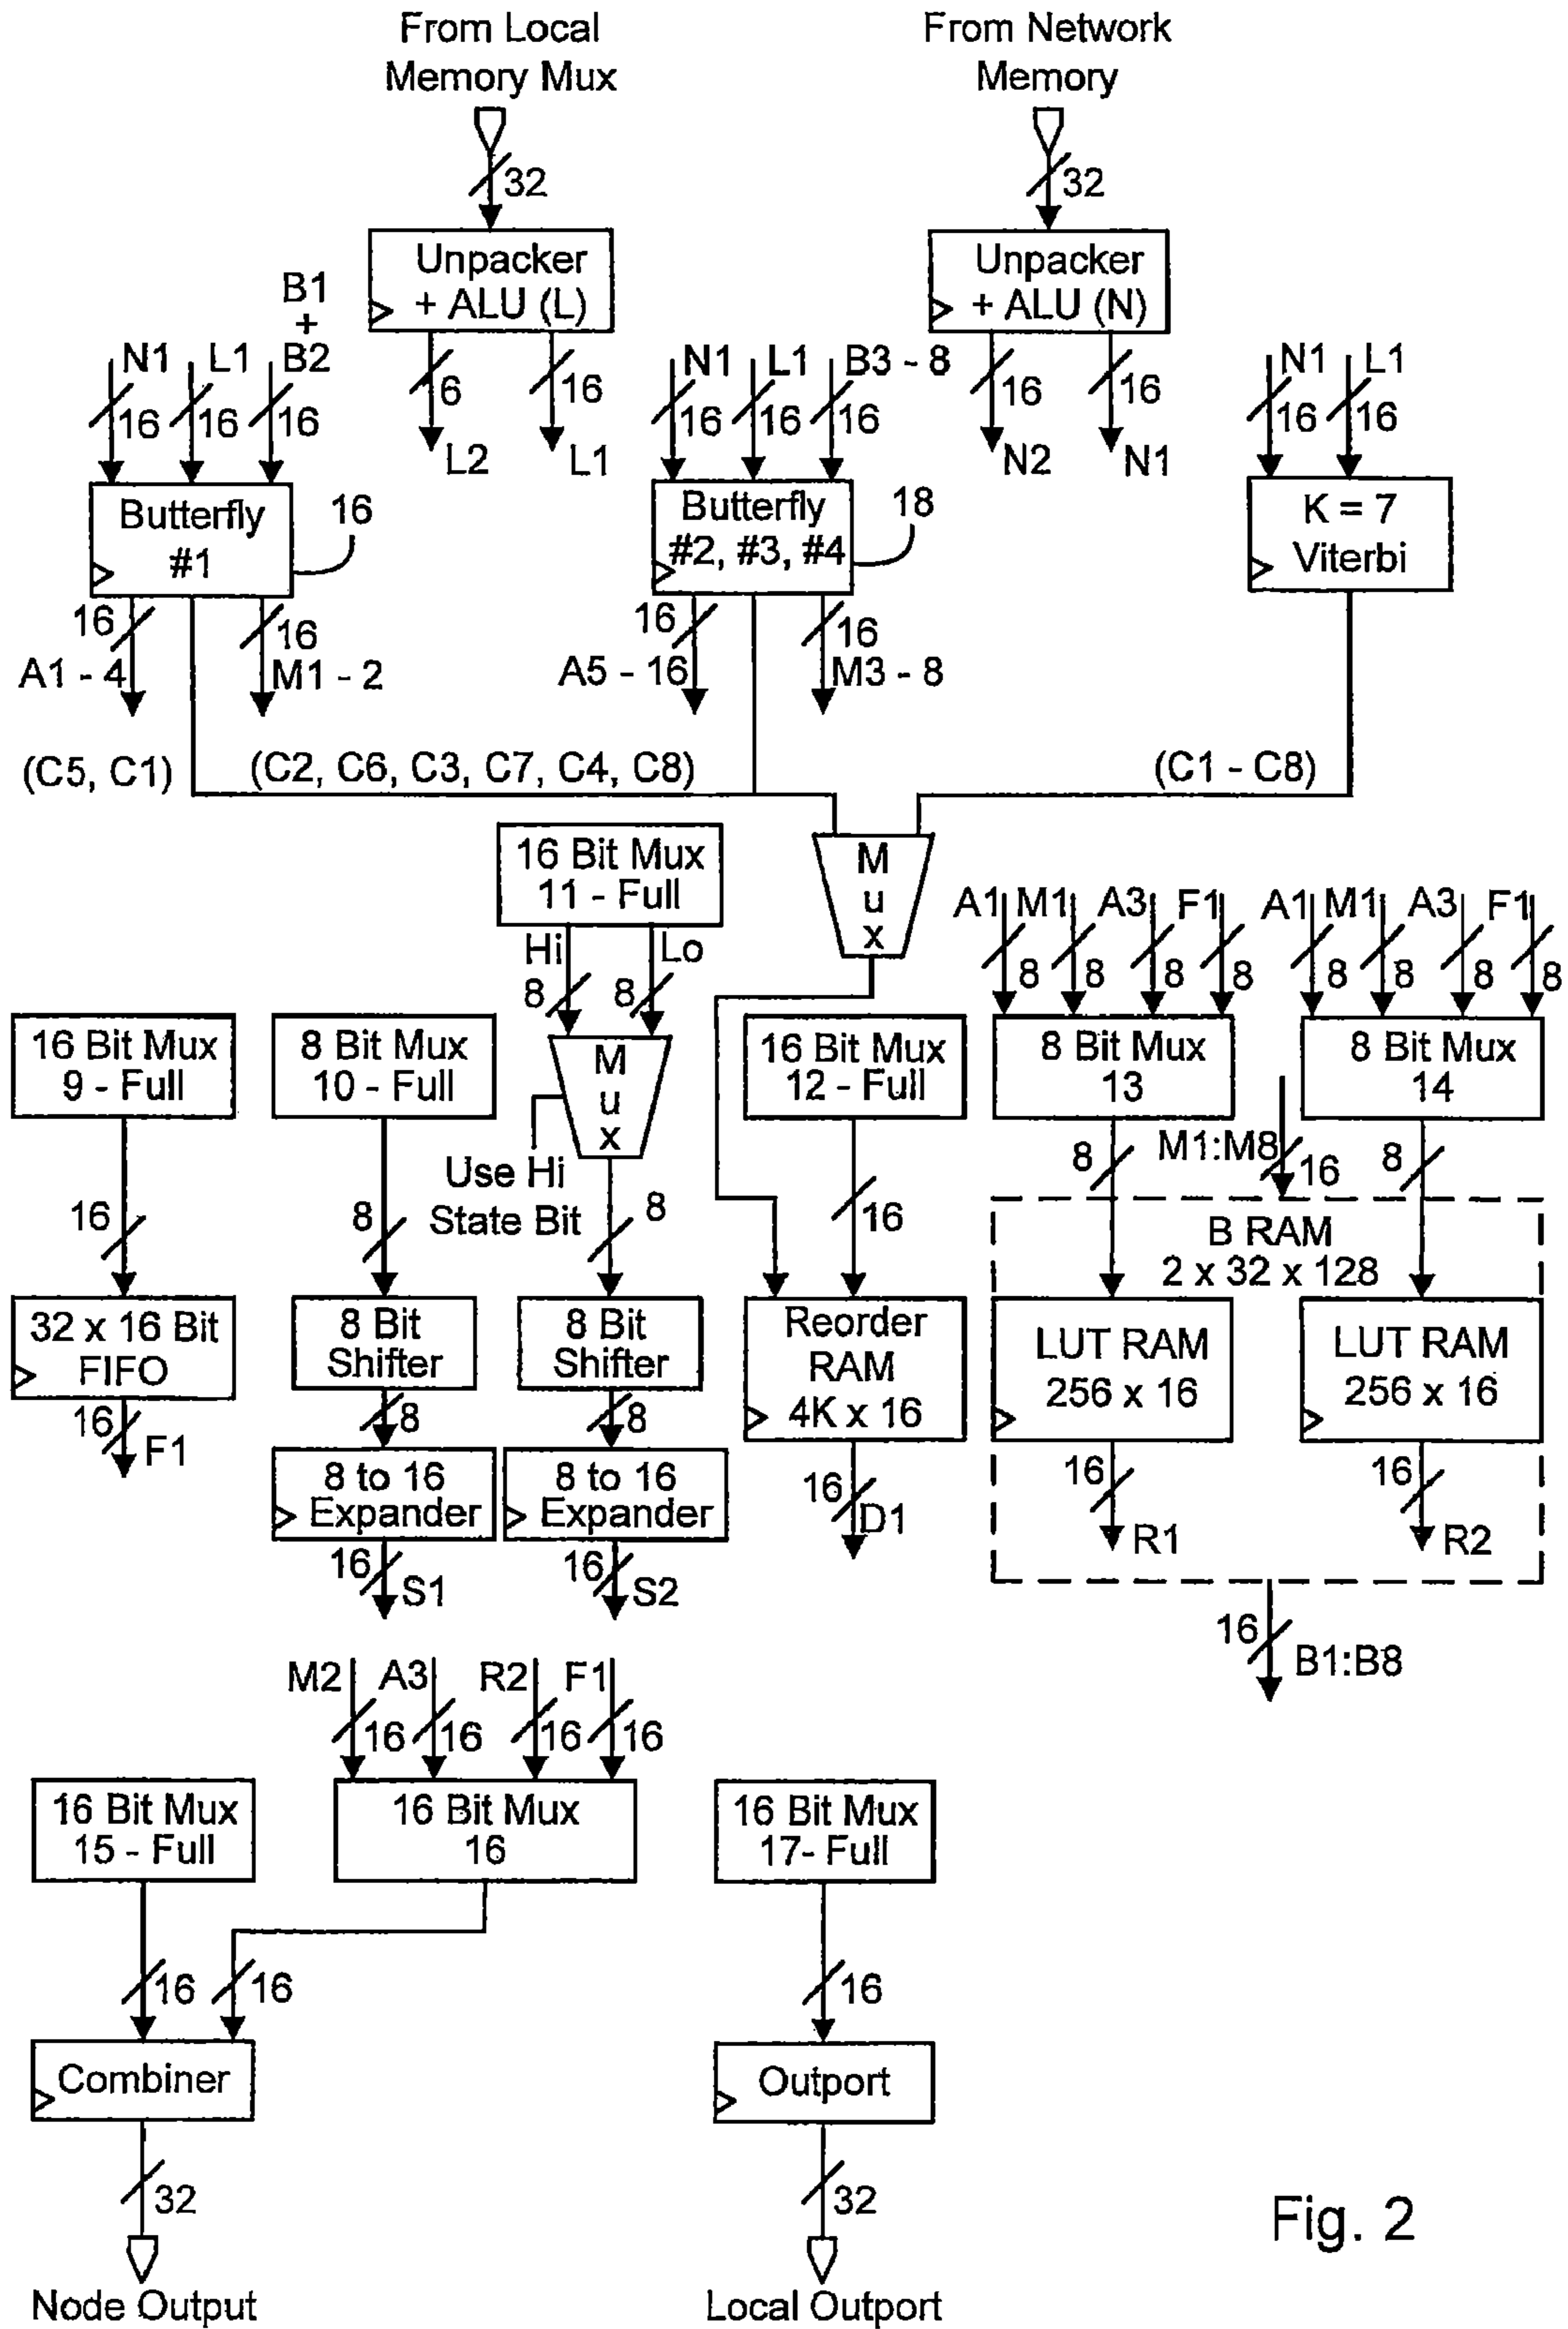 From Local
Memory Mux
From Network
Memory
32
32
Unpacker
+ ALU (L)
Unpacker
+ ALU (N)
B1
+
B2
N1
L1
16
16
16
6
16
L2
L1
N1
L1
B3 - 8
16
16
16
16
16
N2
N1
N1
L1
16
16
Butterfly
#1
16
Butterfly
#2, #3, #4
18
K = 7
Viterbi
16
16
A1 - 4
M1 - 2
16
16
A5 - 16
M3 - 8
(C5, C1)
(C2, C6, C3, C7, C4, C8)
(C1 - C8)
16 Bit Mux
11 - Full
Mux
Hi
Lo
8
8
A1
M1
A3
F1
8
8
8
8
A1
M1
A3
F1
8
8
8
8
16 Bit Mux
9 - Full
8 Bit Mux
10 - Full
Mux
16 Bit Mux
12 - Full
8 Bit Mux
13
8 Bit Mux
14
Use Hi
State Bit
16
8
8
16
8
M1:M8
16
8
B RAM
2 x 32 x 128
32 x 16 Bit
FIFO
8 Bit
Shifter
8 Bit
Shifter
Reorder
RAM
4K x 16
LUT RAM
256 x 16
LUT RAM
256 x 16
16
F1
8
8
8 to 16
Expander
8 to 16
Expander
16
S1
16
S2
16
D1
16
R1
16
R2
16
B1:B8
M2
A3
R2
F1
16
16
16
16
16 Bit Mux
15 - Full
16 Bit Mux
16
16 Bit Mux
17- Full
16
16
16
Combiner
Outport
32
32
Node Output
Local Outport
Fig. 2